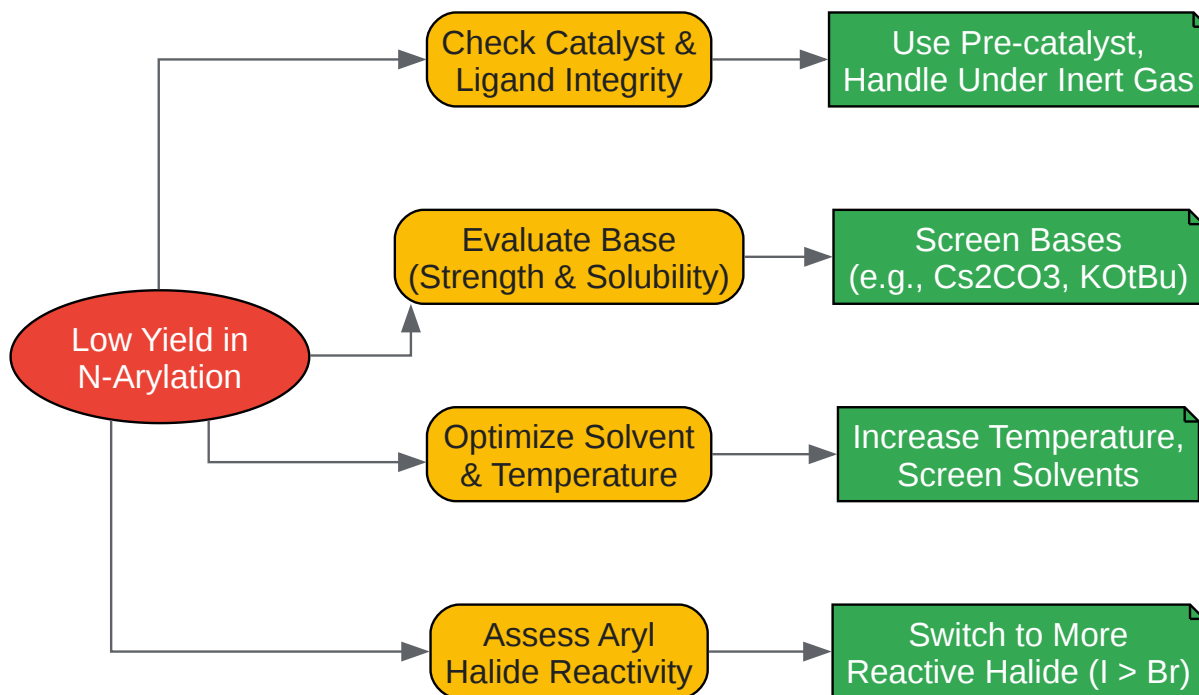 Check Catalyst &
Ligand Integrity
Use Pre-catalyst,
Handle Under Inert Gas
Evaluate Base
(Strength & Solubility)
Screen Bases
(e.g., Cs2CO3, KOtBu)
Low Yield in
N-Arylation
Optimize Solvent
& Temperature
Increase Temperature,
Screen Solvents
Assess Aryl
Halide Reactivity
Switch to More
Reactive Halide (I > Br)